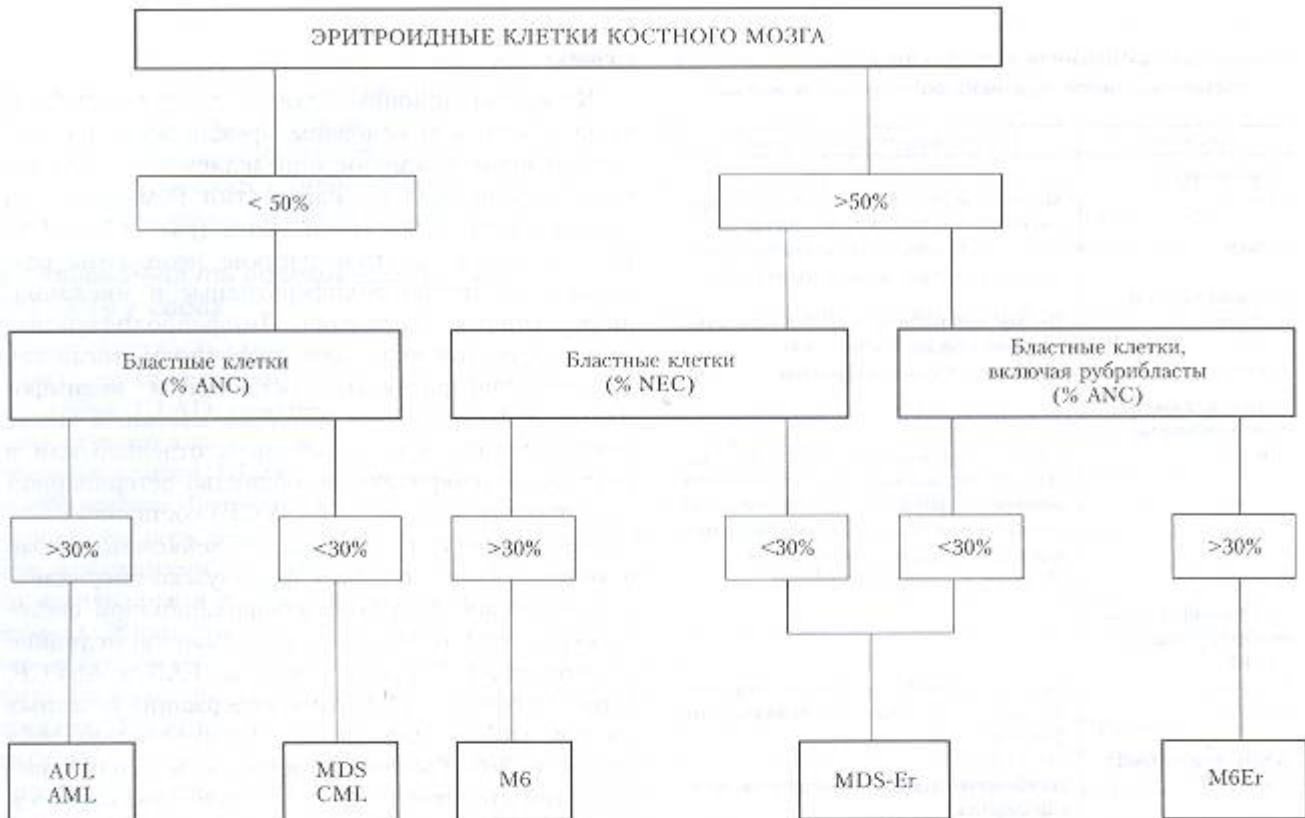 ЭРИТРОИДНЫЕ КЛЕТКИ КОСТНОГО МОЗГА
< 50%
>50%
Бластные клетки
(% ANC)
Бластные клетки
(% NEC)
Бластные клетки,
включая рубрибласты
(% ANC)
>30%
<30%
>30%
<30%
<30%
>30%
AUL
AML
MDS
CML
M6
MDS-Er
M6Er